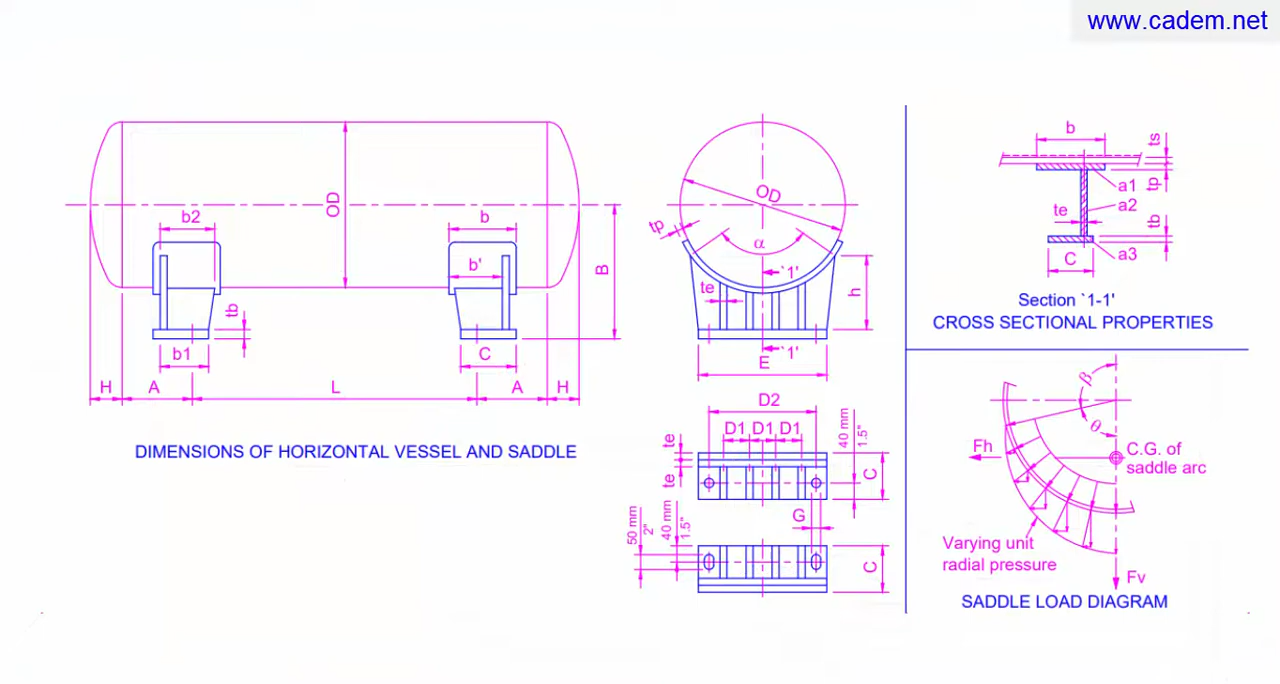 www.cadem.net
b2
OD
b
b'
B
tb
b1
C
H
A
L
A
H
DIMENSIONS OF HORIZONTAL VESSEL AND SADDLE
OD
tp
α
`1'
te
h
`1'
E
D2
D1
D1
D1
40 mm
1.5"
te
te
C
G
50 mm
2"
40 mm
1.5"
C
b
ts
tp
a1
te
a2
tb
C
a3
Section `1-1'
CROSS SECTIONAL PROPERTIES
β
θ
Fh
C.G. of
saddle arc
Varying unit
radial pressure
Fv
SADDLE LOAD DIAGRAM